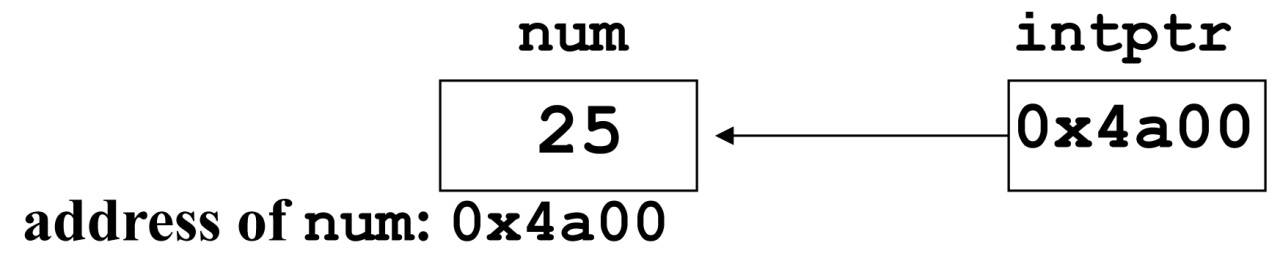 num intptr
25 0x4a00
address of num: 0x4a00